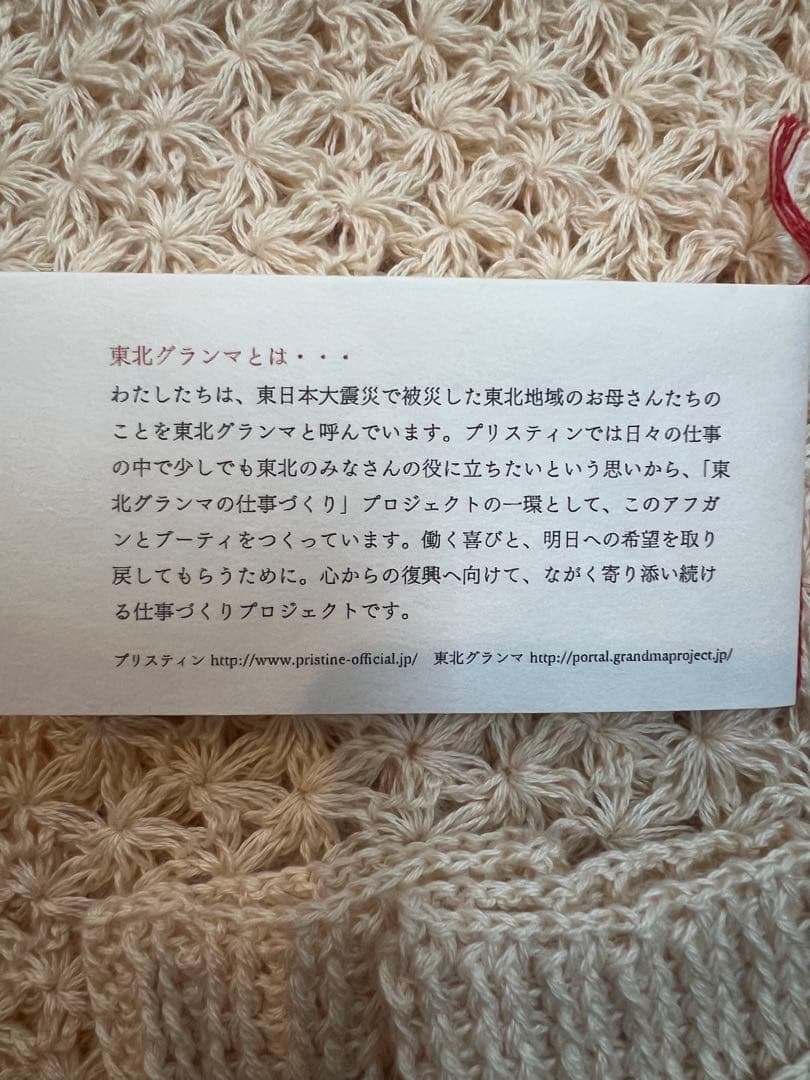 東北グランマとは・・・
わたしたちは、東日本大震災で被災した東北地域のお母さんたちの
ことを東北グランマと呼んでいます。プリスティンでは日々の仕事
の中で少しでも東北のみなさんの役に立ちたいという思いから、「東
北グランマの仕事づくり」プロジェクトの一環として、このアフガ
ンとブーティをつくっています。働く喜びと、明日への希望を取り
戻してもらうために。心からの復興へ向けて、ながく寄り添い続け
る仕事づくりプロジェクトです。
プリスティン http://www.pristine-official.jp/　東北グランマ http://portal.grandmaproject.jp/